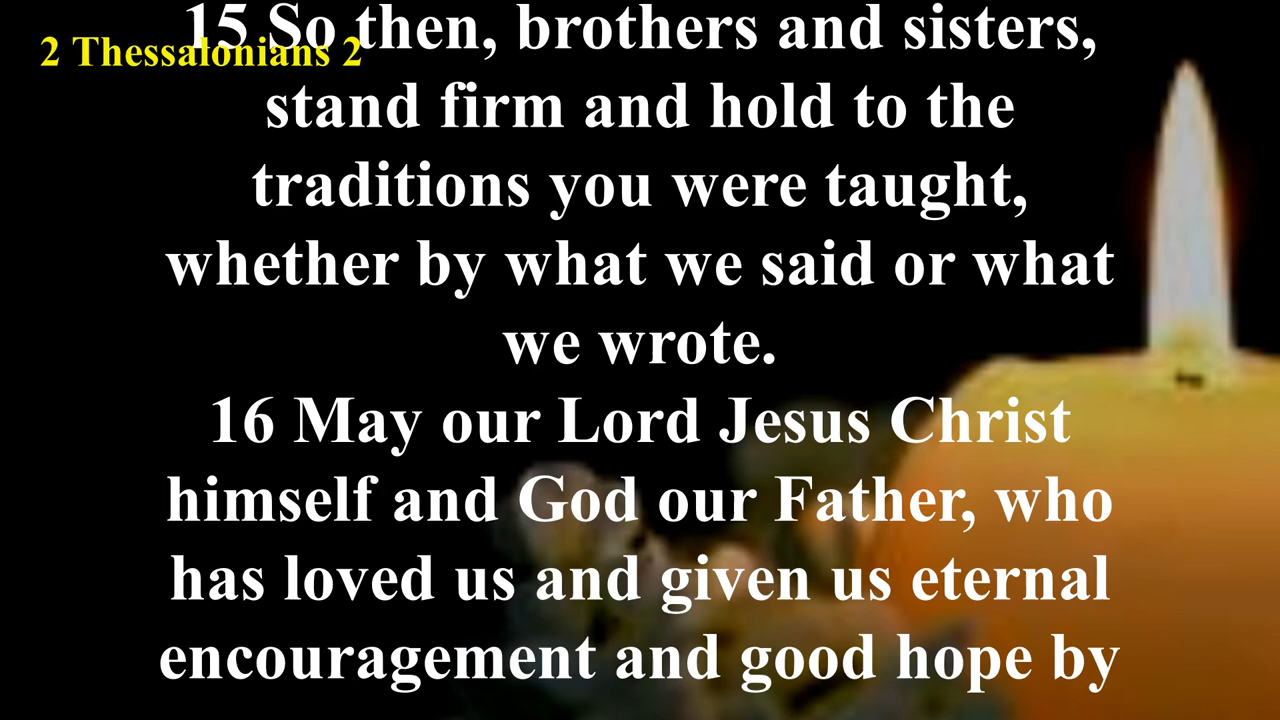 2 Thessalonians 2
15 So then, brothers and sisters,
stand firm and hold to the
traditions you were taught,
whether by what we said or what
we wrote.
16 May our Lord Jesus Christ
himself and God our Father, who
has loved us and given us eternal
encouragement and good hope by